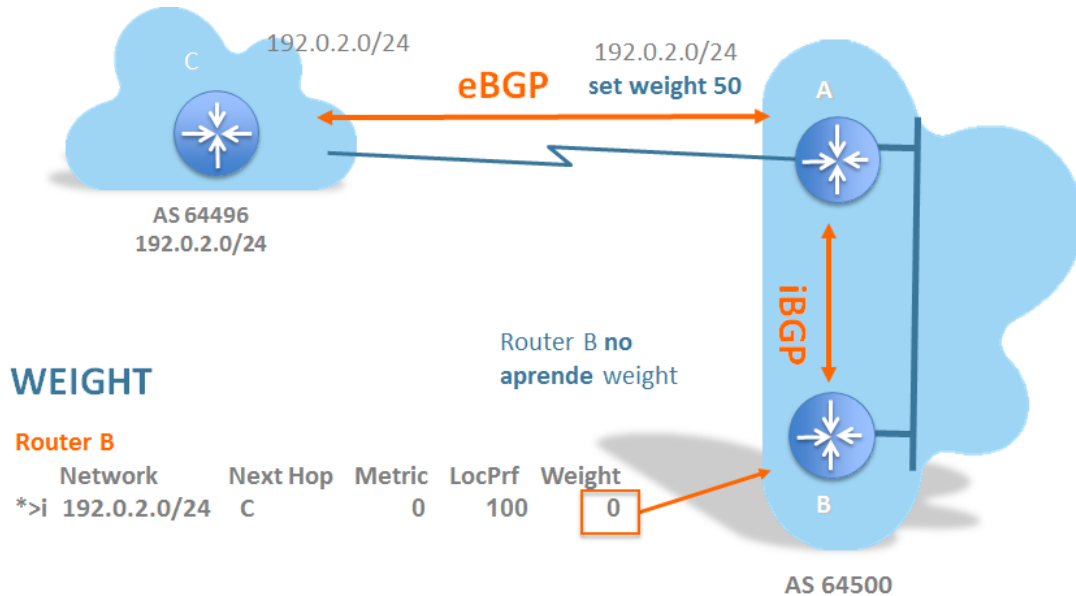 192.0.2.0/24
C
eBGP
192.0.2.0/24
set weight 50
A
AS 64496
192.0.2.0/24
iBGP
Router B no
aprende weight
WEIGHT
Router B
Network Next Hop Metric LocPrf Weight
*>i 192.0.2.0/24 C 0 100 0
B
AS 64500